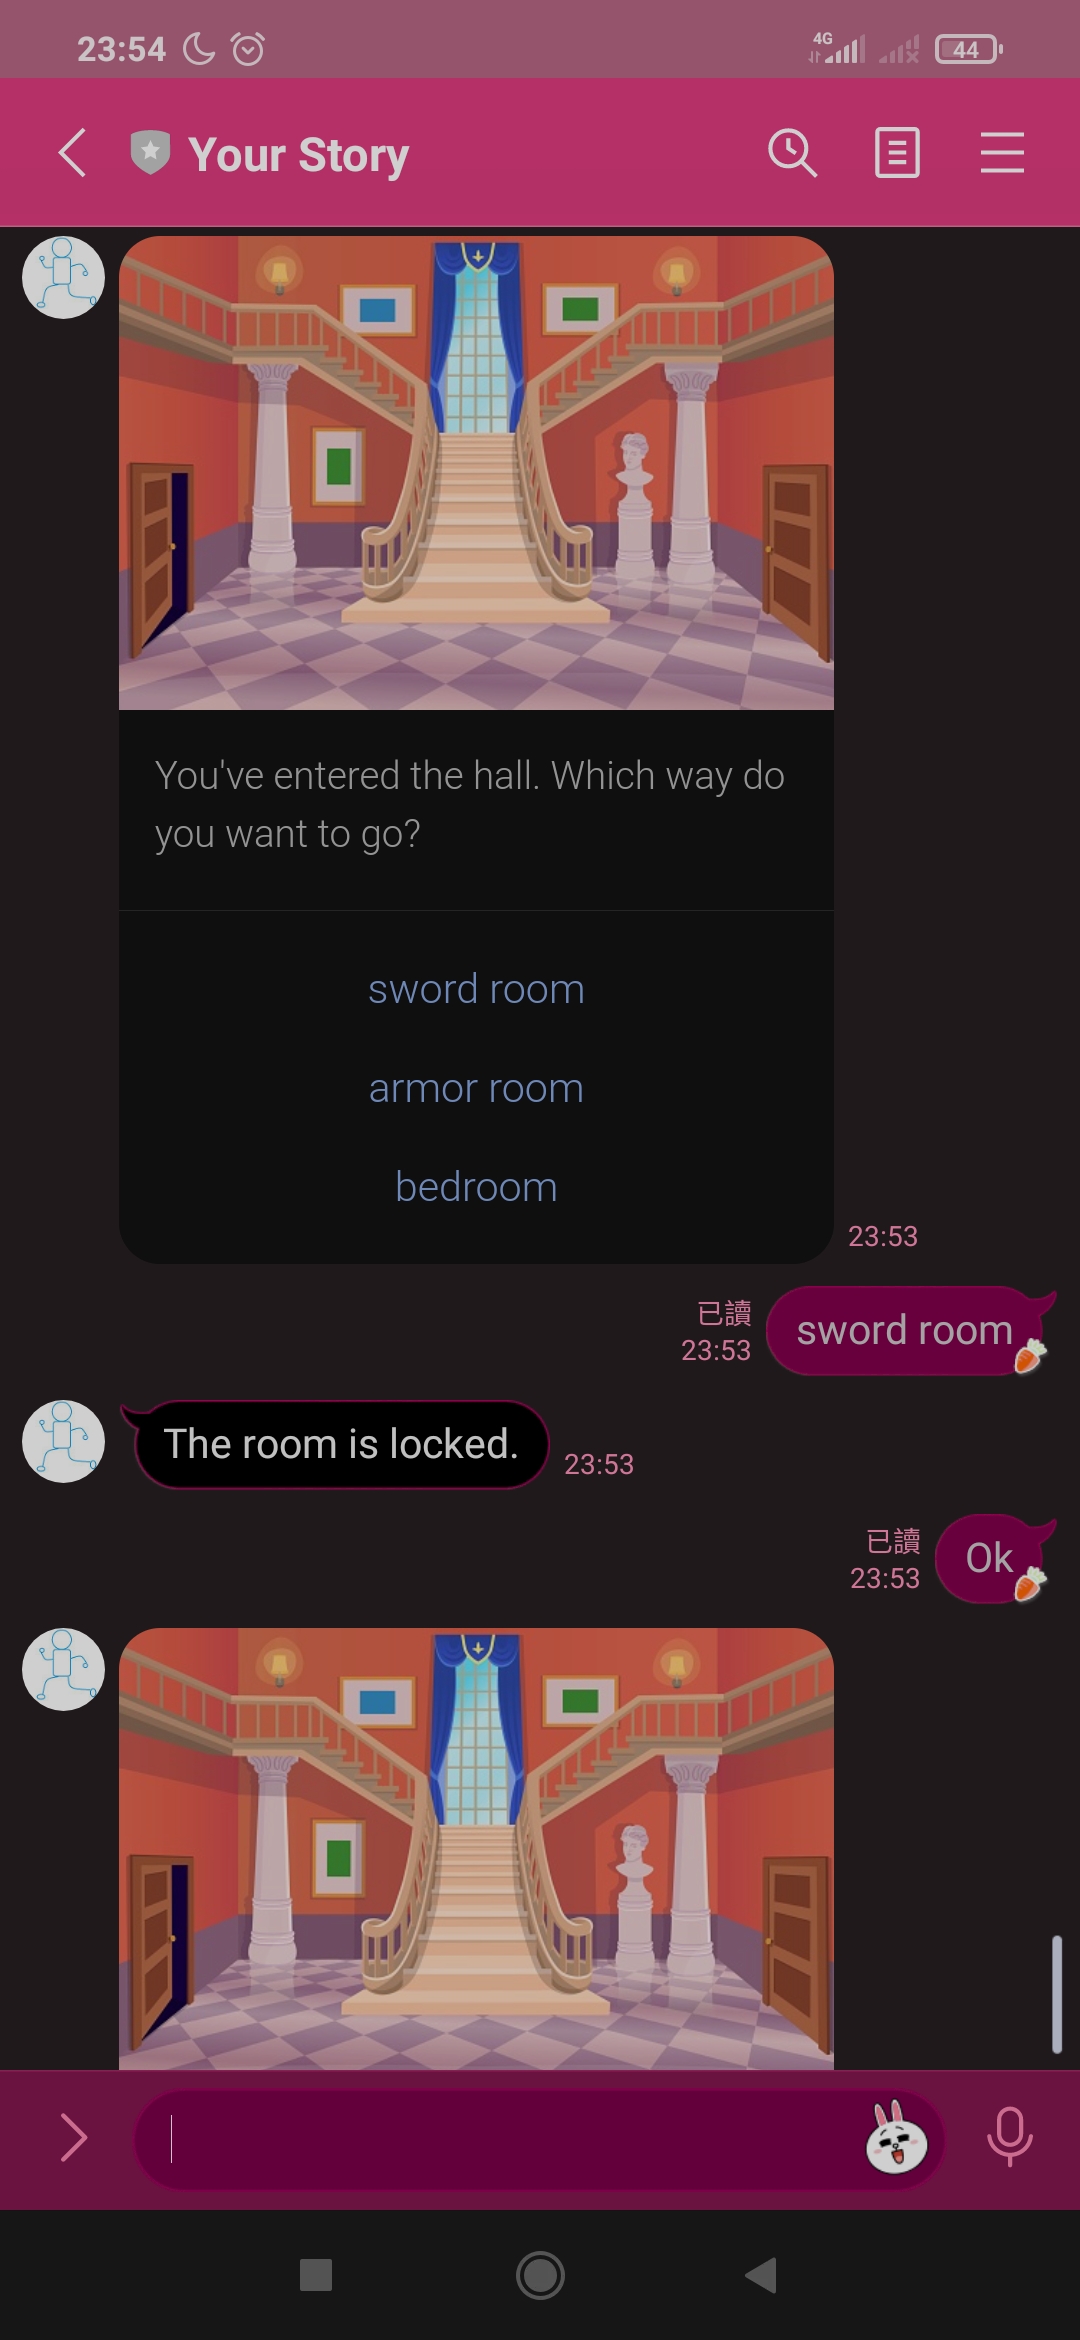 23:54
4G
44
Your Story
You've entered the hall. Which way do
you want to go?
sword room
armor room
bedroom
23:53
已讀
23:53
sword room
The room is locked.
23:53
已讀
23:53
Ok